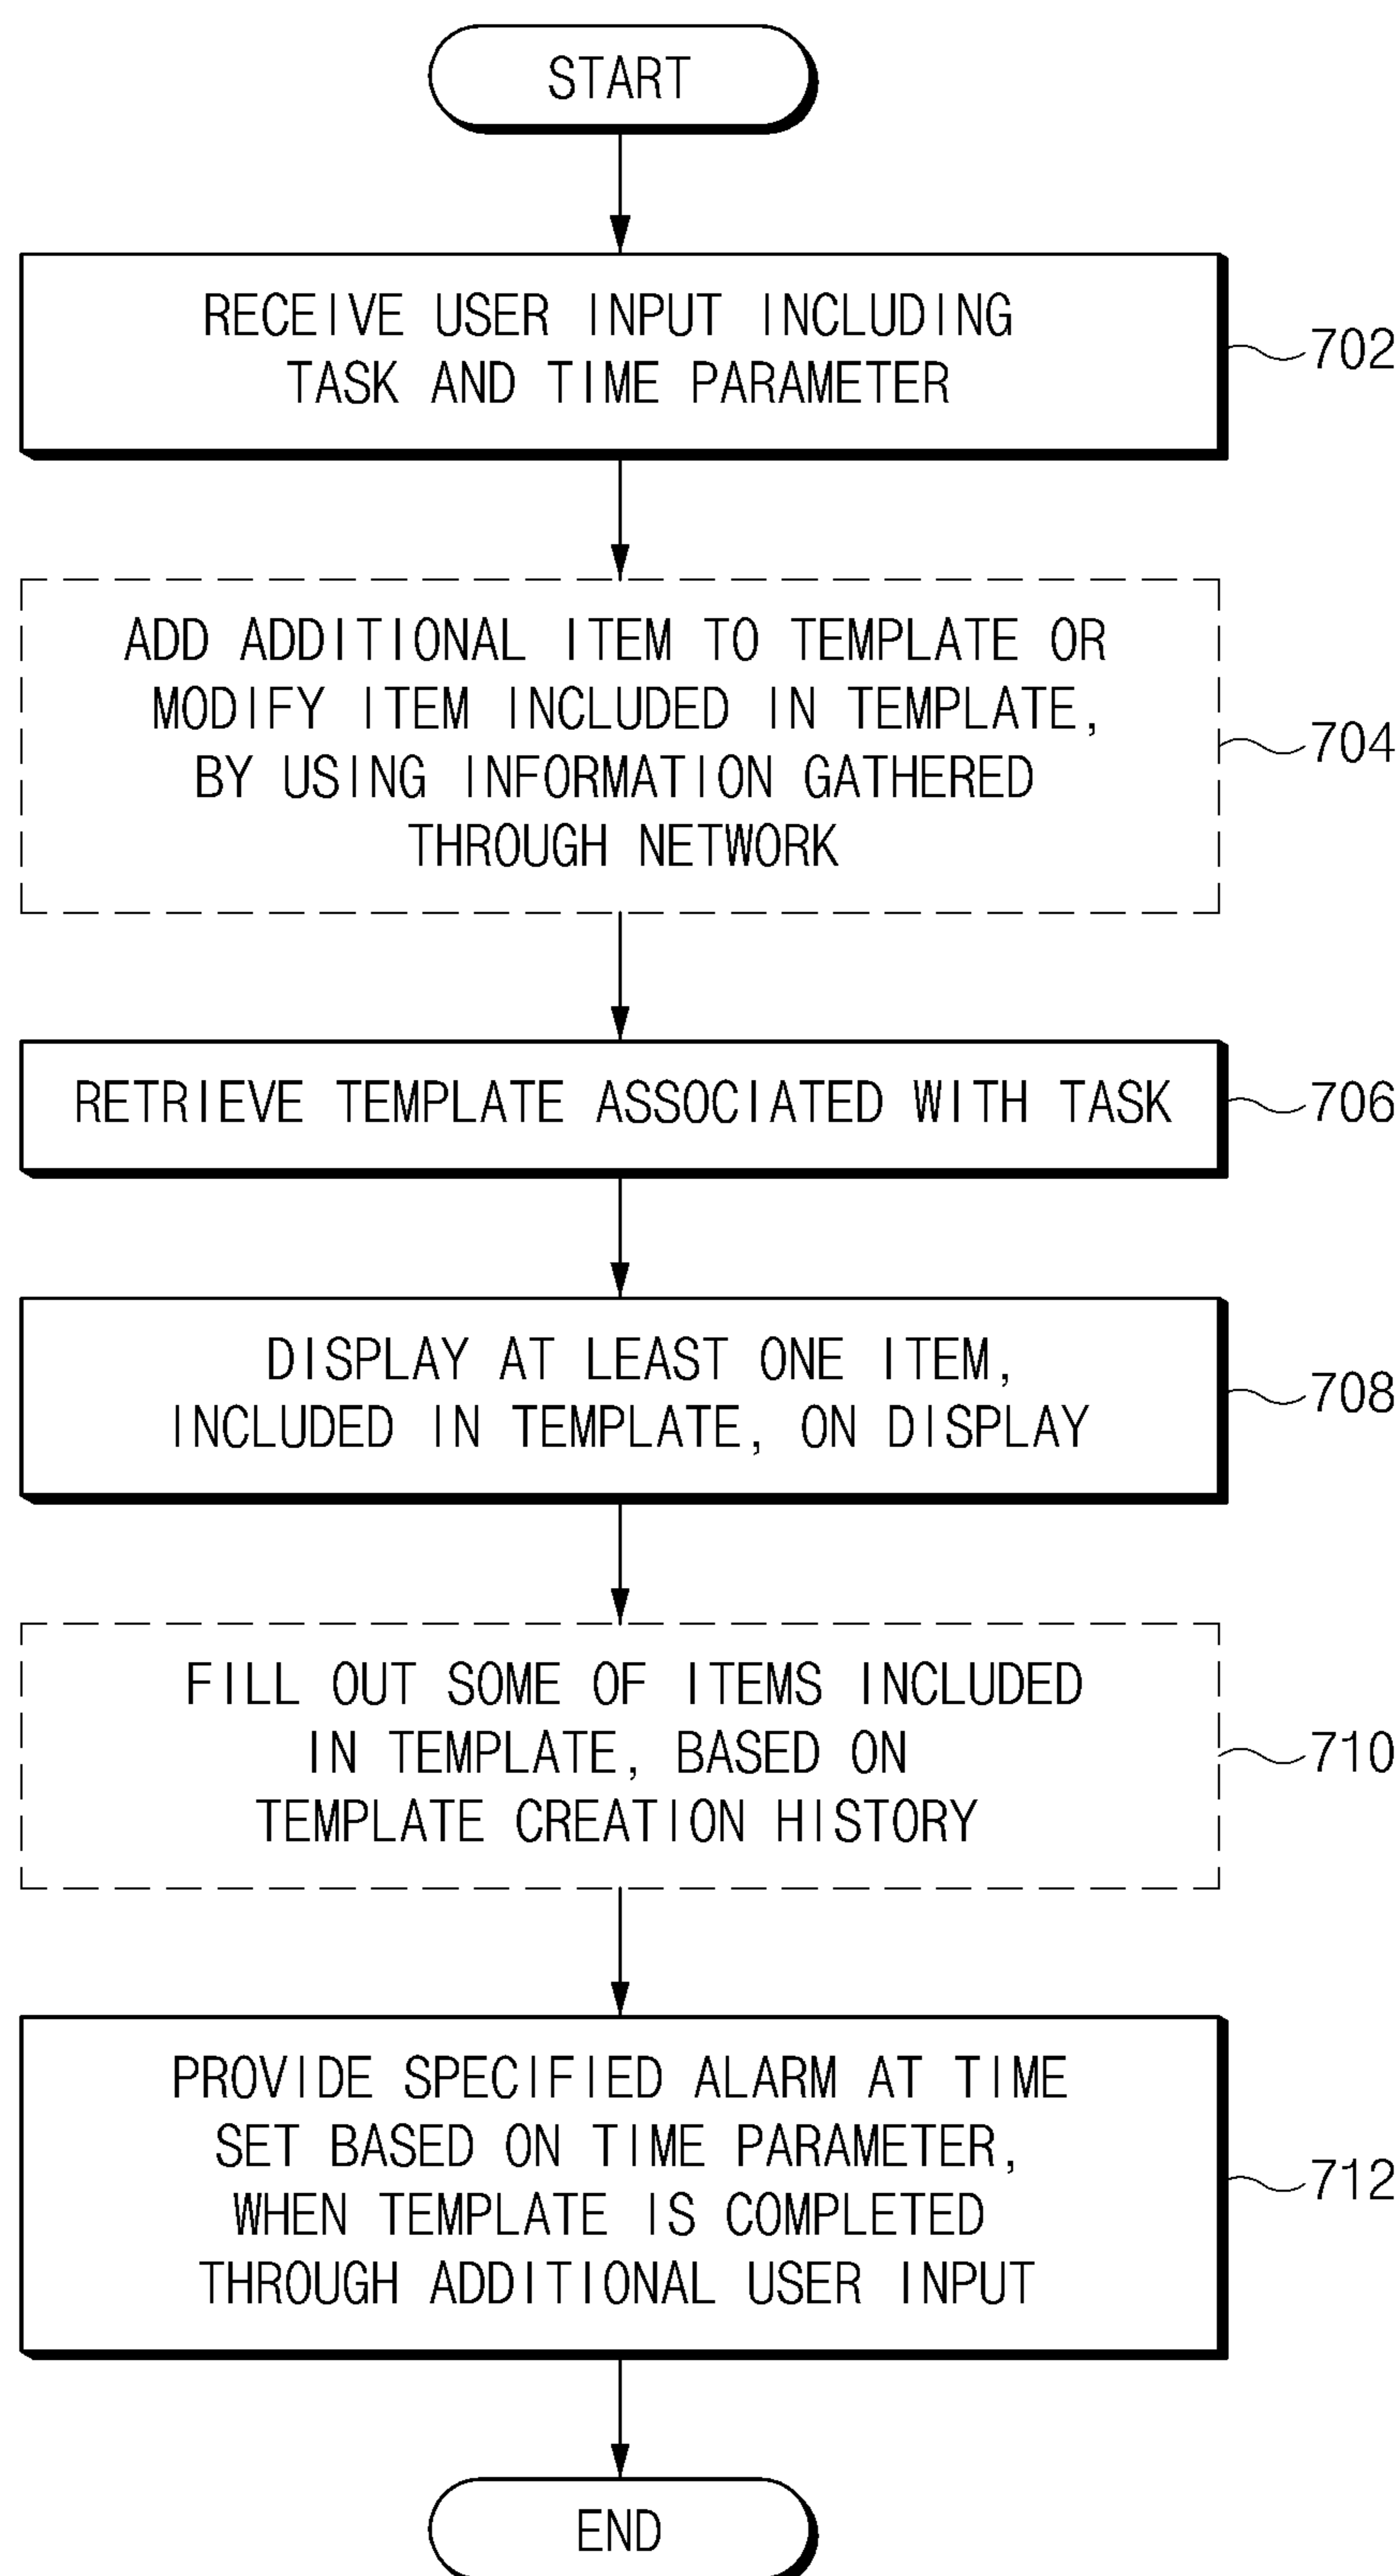 START
RECEIVE USER INPUT INCLUDING
TASK AND TIME PARAMETER
702
ADD ADDITIONAL ITEM TO TEMPLATE OR
MODIFY ITEM INCLUDED IN TEMPLATE,
BY USING INFORMATION GATHERED
THROUGH NETWORK
704
RETRIEVE TEMPLATE ASSOCIATED WITH TASK
706
DISPLAY AT LEAST ONE ITEM,
INCLUDED IN TEMPLATE, ON DISPLAY
708
FILL OUT SOME OF ITEMS INCLUDED
IN TEMPLATE, BASED ON
TEMPLATE CREATION HISTORY
710
PROVIDE SPECIFIED ALARM AT TIME
SET BASED ON TIME PARAMETER,
WHEN TEMPLATE IS COMPLETED
THROUGH ADDITIONAL USER INPUT
712
END